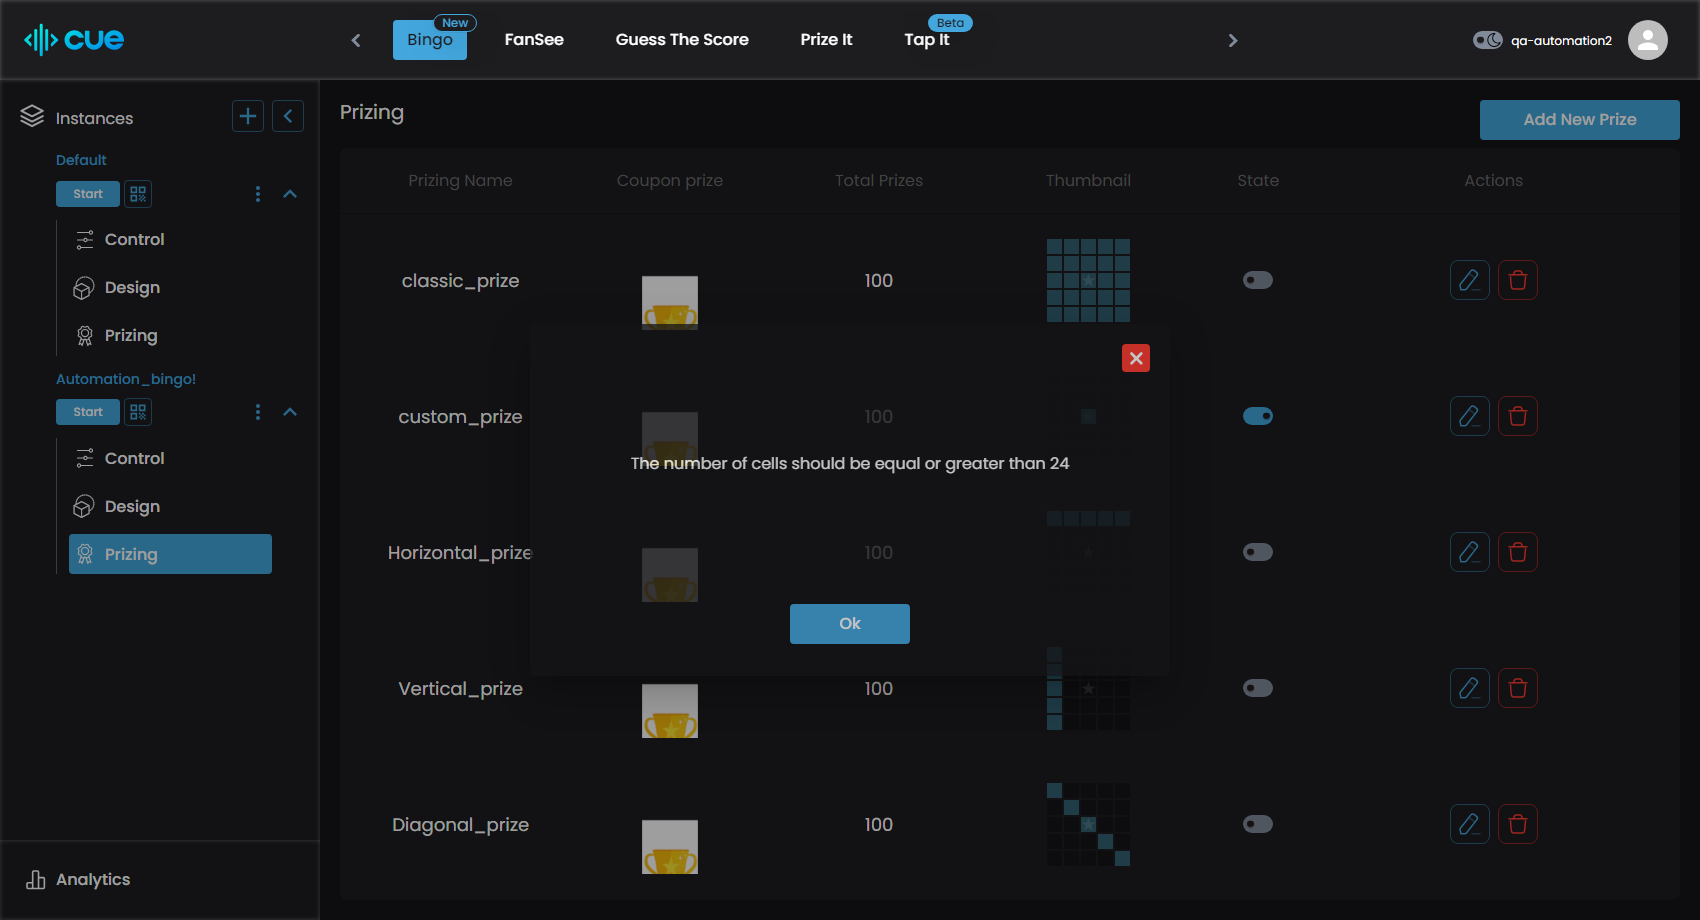 cue
Bingo
New
FanSee
Guess The Score
Prize It
Tap It
Beta
qa-automation2
Instances
Default
Start
Control
Design
Prizing
Automation_bingo!
Start
Control
Design
Prizing
Analytics
Prizing
Add New Prize
Prizing Name Coupon prize Total Prizes Thumbnail State Actions
classic_prize 100
custom_prize 100
The number of cells should be equal or greater than 24
Horizontal_prize 100
Ok
Vertical_prize 100
Diagonal_prize 100